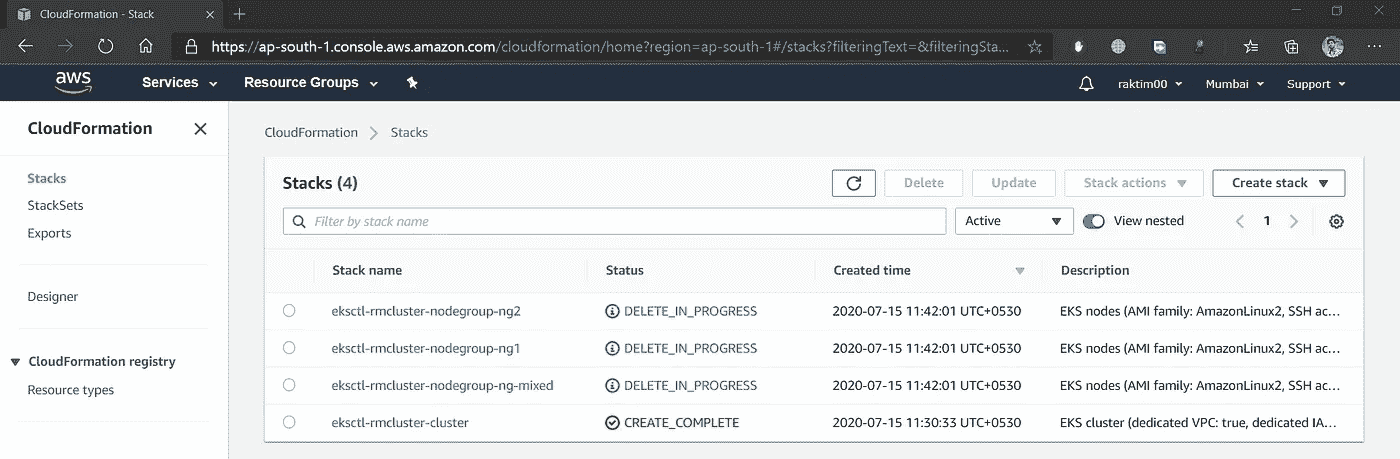 CloudFormation - Stack
https://ap-south-1.console.aws.amazon.com/cloudformation/home?region=ap-south-1#/stacks?filteringText=&filteringSta...
aws Services Resource Groups raktim00 Mumbai Support
CloudFormation
Stacks
StackSets
Exports
Designer
CloudFormation registry
Resource types
CloudFormation Stacks
Stacks (4) Delete Update Stack actions Create stack
Filter by stack name Active View nested 1
Stack name Status Created time Description
eksctl-rmcluster-nodegroup-ng2 DELETE_IN_PROGRESS 2020-07-15 11:42:01 UTC+0530 EKS nodes (AMI family: AmazonLinux2, SSH ac...
eksctl-rmcluster-nodegroup-ng1 DELETE_IN_PROGRESS 2020-07-15 11:42:01 UTC+0530 EKS nodes (AMI family: AmazonLinux2, SSH ac...
eksctl-rmcluster-nodegroup-ng-mixed DELETE_IN_PROGRESS 2020-07-15 11:42:01 UTC+0530 EKS nodes (AMI family: AmazonLinux2, SSH ac...
eksctl-rmcluster-cluster CREATE_COMPLETE 2020-07-15 11:30:33 UTC+0530 EKS cluster (dedicated VPC: true, dedicated IA...